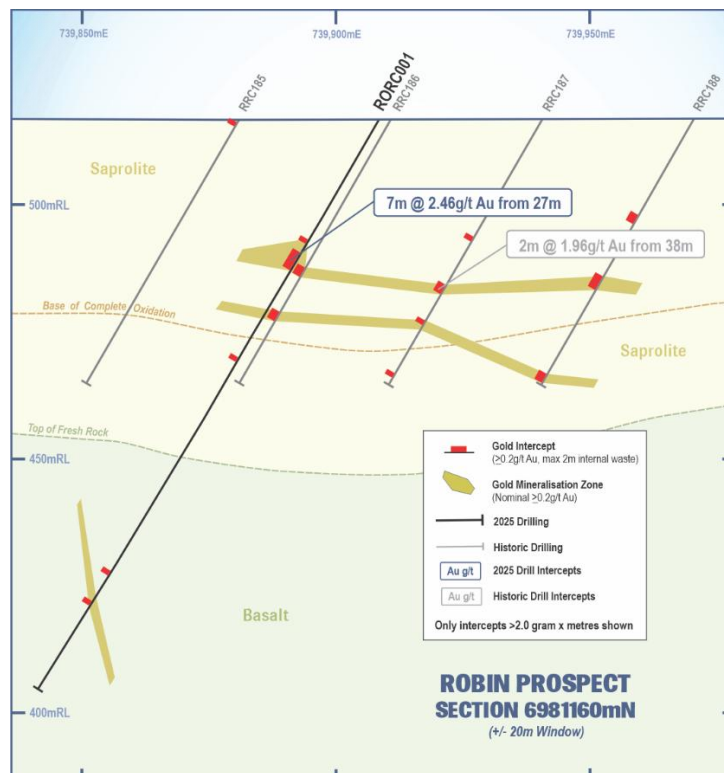 739,850mE
739,900mE
739,950mE
RRC185
RORC001
RRC186
RRC187
RRC188
Saprolite
500mRL
7m @ 2.46g/t Au from 27m
2m @ 1.96g/t Au from 38m
Base of Complete Oxidation
Saprolite
Top of Fresh Rock
450mRL
Gold Intercept
(≥0.2g/t Au, max 2m internal waste)
Gold Mineralisation Zone
(Nominal ≥0.2g/t Au)
2025 Drilling
Historic Drilling
Au g/t 2025 Drill Intercepts
Au g/t Historic Drill Intercepts
Only intercepts >2.0 gram x metres shown
Basalt
ROBIN PROSPECT
SECTION 6981160mN
(+/- 20m Window)
400mRL